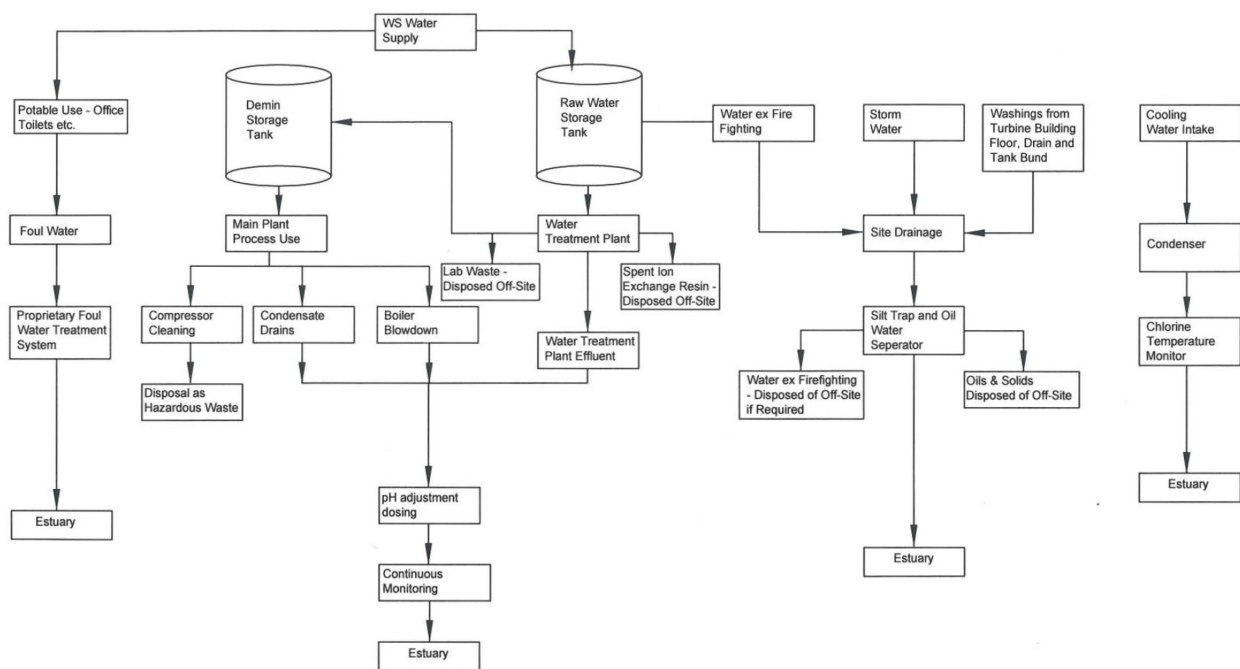 WS Water
Supply
Potable Use - Office
Toilets etc.
Demin
Storage
Tank
Raw Water
Storage
Tank
Water ex Fire
Fighting
Storm
Water
Washings from
Turbine Building
Floor, Drain and
Tank Bund
Cooling
Water Intake
Foul Water
Main Plant
Process Use
Water
Treatment Plant
Site Drainage
Condenser
Lab Waste -
Disposed Off-Site
Spent Ion
Exchange Resin -
Disposed Off-Site
Proprietary Foul
Water Treatment
System
Compressor
Cleaning
Condensate
Drains
Boiler
Blowdown
Water Treatment
Plant Effluent
Silt Trap and Oil
Water
Seperator
Chlorine
Temperature
Monitor
Disposal as
Hazardous Waste
Water ex Firefighting
- Disposed of Off-Site
if Required
Oils & Solids
Disposed of Off-Site
pH adjustment
dosing
Estuary
Estuary
Estuary
Continuous
Monitoring
Estuary